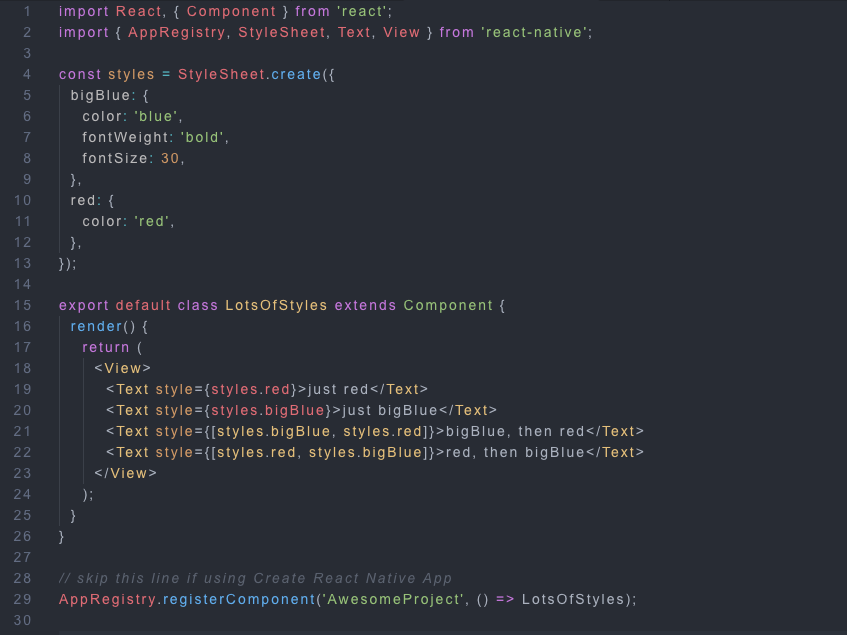 1 import React, { Component } from 'react';
2 import { AppRegistry, StyleSheet, Text, View } from 'react-native';
3
4 const styles = StyleSheet.create({
5   bigBlue: {
6     color: 'blue',
7     fontWeight: 'bold',
8     fontSize: 30,
9   },
10   red: {
11     color: 'red',
12   },
13 });
14
15 export default class LotsOfStyles extends Component {
16   render() {
17     return (
18       <View>
19         <Text style={styles.red}>just red</Text>
20         <Text style={styles.bigBlue}>just bigBlue</Text>
21         <Text style={[styles.bigBlue, styles.red]}>bigBlue, then red</Text>
22         <Text style={[styles.red, styles.bigBlue]}>red, then bigBlue</Text>
23       </View>
24     );
25   }
26 }
27
28 // skip this line if using Create React Native App
29 AppRegistry.registerComponent('AwesomeProject', () => LotsOfStyles);
30